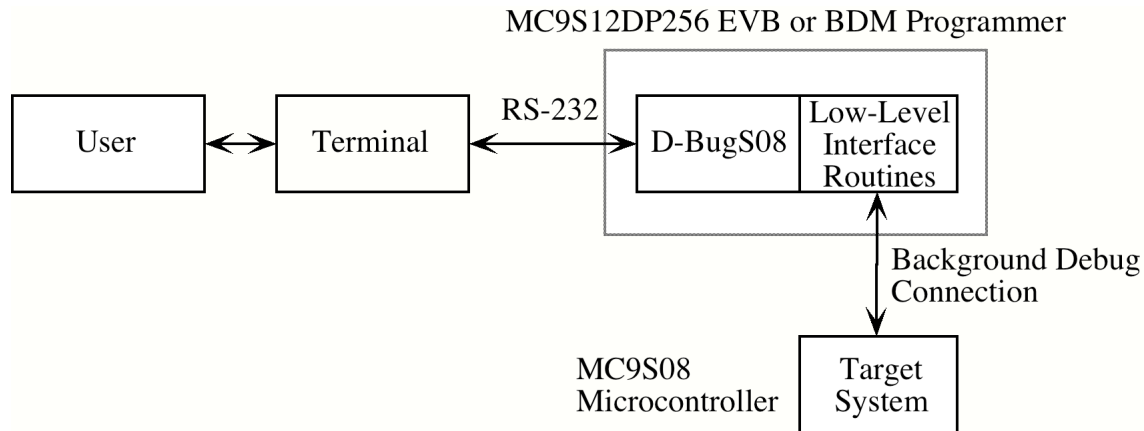 MC9S12DP256 EVB or BDM Programmer
User
Terminal
RS-232
D-BugS08
Low-Level
Interface
Routines
Background Debug
Connection
MC9S08
Microcontroller
Target
System